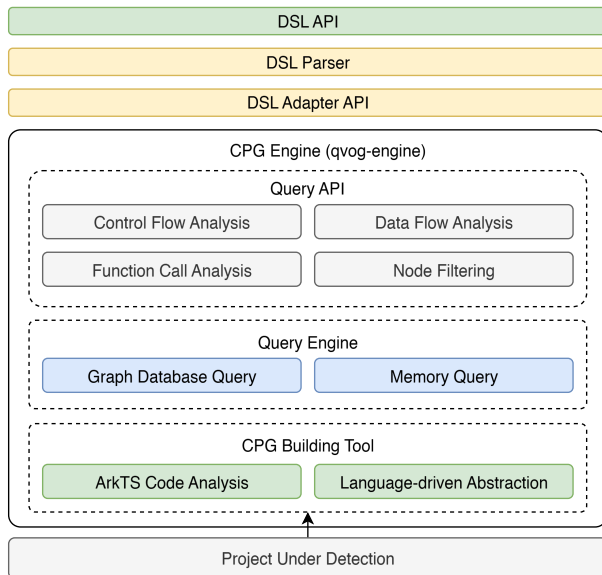 DSL API
DSL Parser
DSL Adapter API
CPG Engine (qvog-engine)
Query API
Control Flow Analysis
Data Flow Analysis
Function Call Analysis
Node Filtering
Query Engine
Graph Database Query
Memory Query
CPG Building Tool
ArkTS Code Analysis
Language-driven Abstraction
Project Under Detection